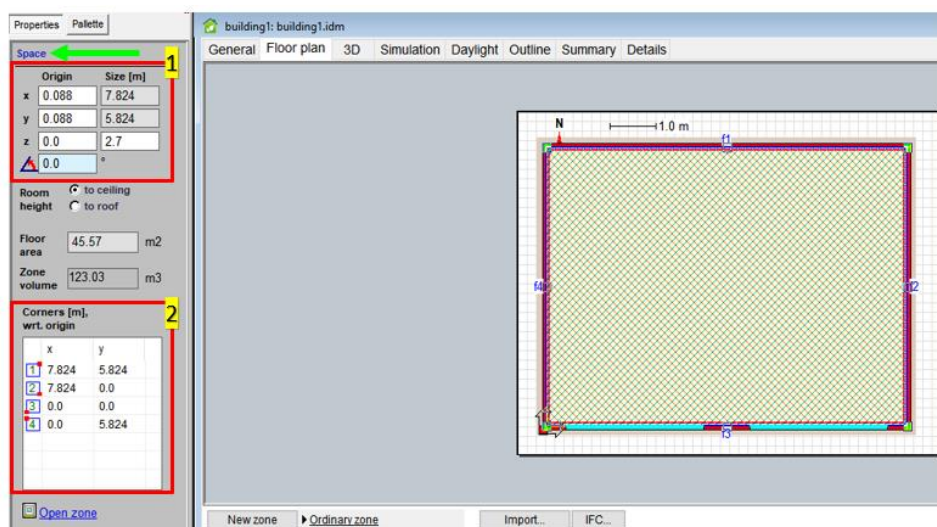 Properties Palette
building1: building1.idm
General Floor plan 3D Simulation Daylight Outline Summary Details
Space
1
Origin Size [m]
x 0.088 7.824
y 0.088 5.824
z 0.0 2.7
0.0 °
Room height
to ceiling
to roof
Floor area 45.57 m2
Zone volume 123.03 m3
2
Corners [m],
wrt. origin
x y
1 7.824 5.824
2 7.824 0.0
3 0.0 0.0
4 0.0 5.824
Open zone
N
1.0 m
f1
f4
f2
f3
New zone Ordinary zone Import... IFC...